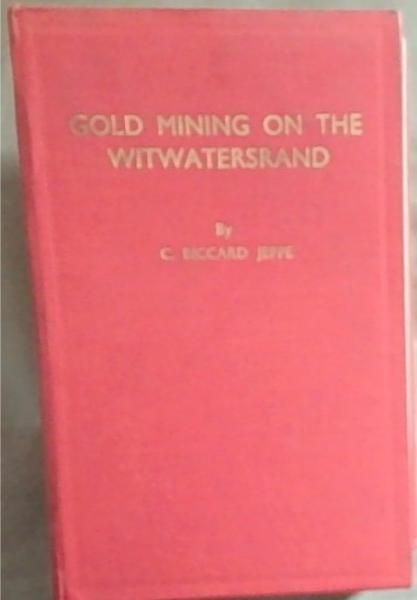 GOLD MINING ON THE
WITWATERSRAND
By
C. BICCARD JEPPE